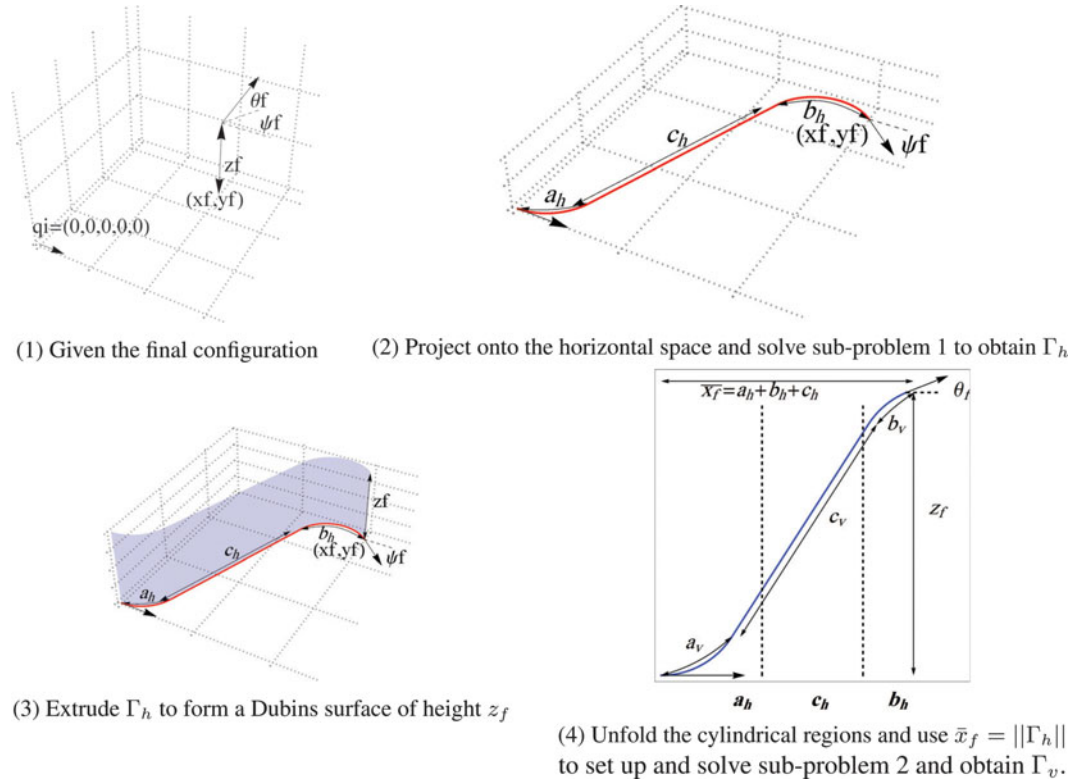 θf
ψf
zf
(xf,yf)
qi=(0,0,0,0,0)
(1) Given the final configuration
b_h
(xf,yf)
ψf
c_h
a_h
(2) Project onto the horizontal space and solve sub-problem 1 to obtain Γ_h
zf
b_h
(xf,yf)
ψf
c_h
a_h
(3) Extrude Γ_h to form a Dubins surface of height z_f
x̄_f=a_h+b_h+c_h
θ_f
b_v
z_f
c_v
a_v
a_h c_h b_h
(4) Unfold the cylindrical regions and use x̄_f = ||Γ_h||
to set up and solve sub-problem 2 and obtain Γ_v.